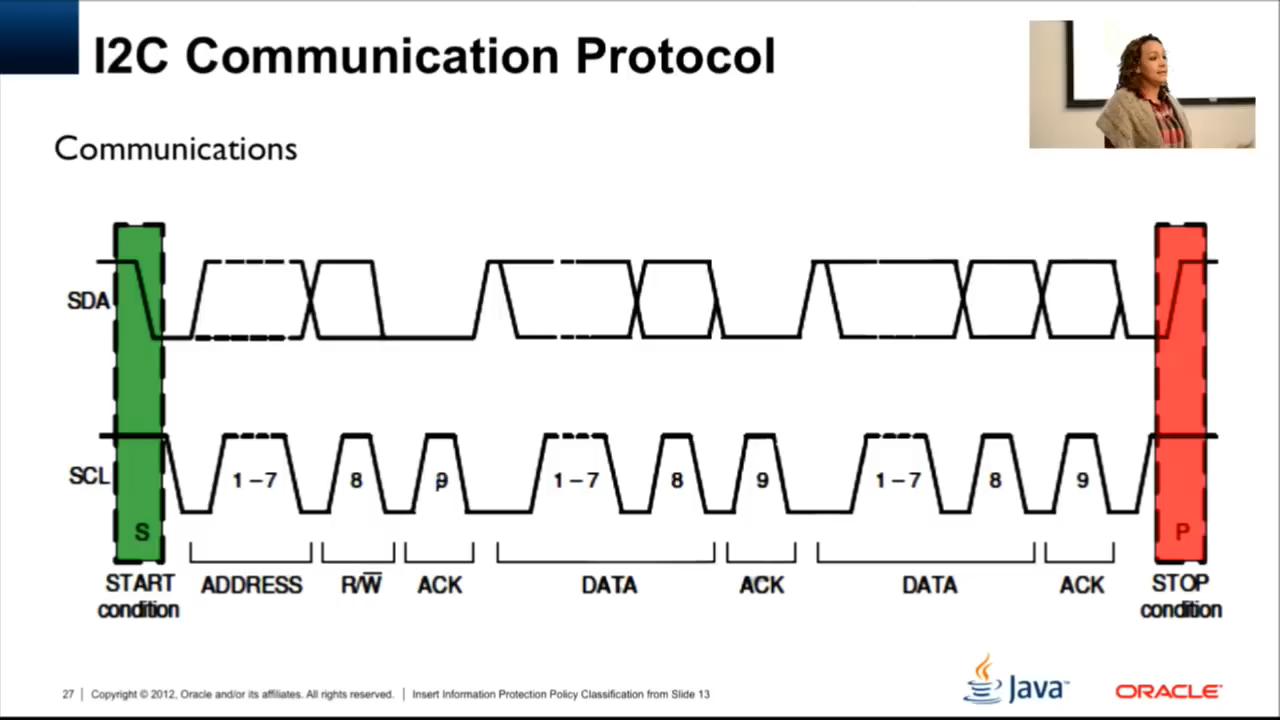 I2C Communication Protocol
Communications
SDA
SCL
1–7 8 9 1–7 8 9 1–7 8 9
S P
START condition
ADDRESS R/W̅ ACK DATA ACK DATA ACK
STOP condition
27 Copyright © 2012, Oracle and/or its affiliates. All rights reserved. Insert Information Protection Policy Classification from Slide 13
Java™
ORACLE®